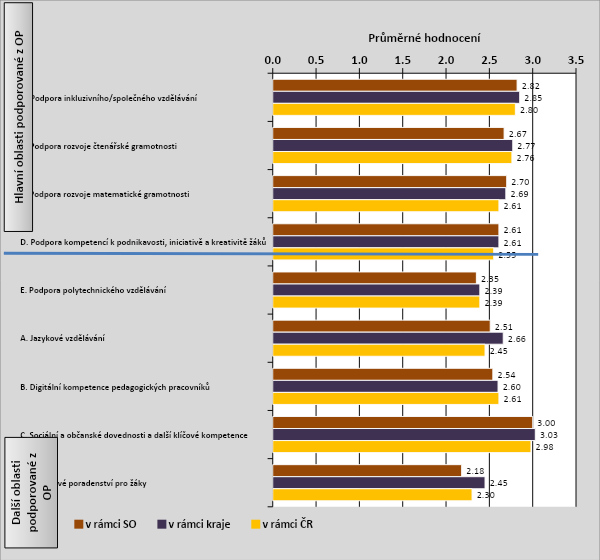 Průměrné hodnocení
0.0 0.5 1.0 1.5 2.0 2.5 3.0 3.5
Hlavní oblasti podporované z OP
Podpora inkluzivního/společného vzdělávání
2.82
2.85
2.80
Podpora rozvoje čtenářské gramotnosti
2.67
2.77
2.76
Podpora rozvoje matematické gramotnosti
2.70
2.69
2.61
D. Podpora kompetencí k podnikavosti, iniciativě a kreativitě žáků
2.61
2.61
E. Podpora polytechnického vzdělávání
2.35
2.39
2.39
A. Jazykové vzdělávání
2.51
2.66
2.45
B. Digitální kompetence pedagogických pracovníků
2.54
2.60
2.61
C. Sociální a občanské dovednosti a další klíčové kompetence
3.00
3.03
2.98
Další oblasti
podporované z
OP
poradenství pro žáky
2.18
2.45
2.30
v rámci SO v rámci kraje v rámci ČR